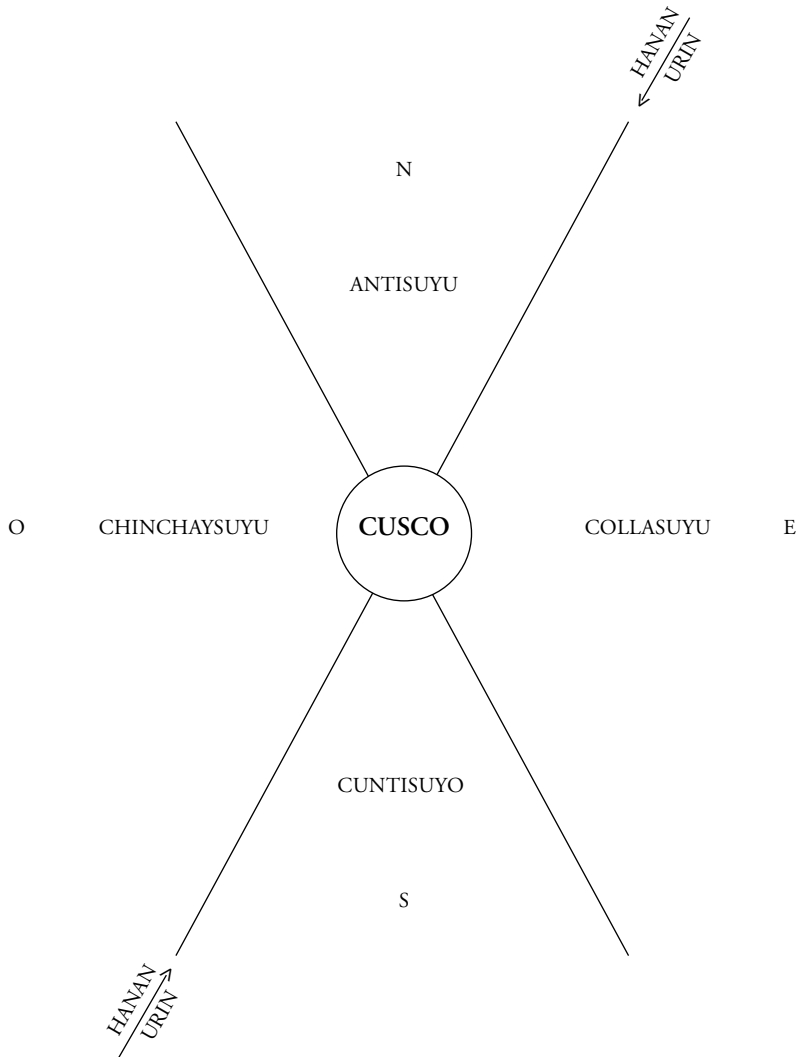 HANAN
URIN
N
ANTISUYU
O CHINCHAYSUYU CUSCO COLLASUYU E
CUNTISUYO
S
HANAN
URIN